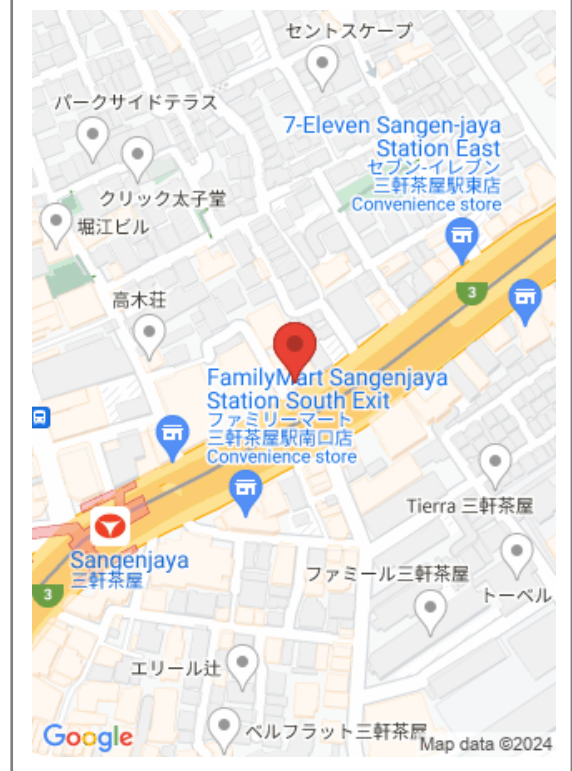 セントスケープ
パークサイドテラス
7-Eleven Sangen-jaya
Station East
セブン-イレブン
三軒茶屋駅東店
Convenience store
クリック太子堂
堀江ビル
3
高木荘
FamilyMart Sangenjaya
Station South Exit
ファミリーマート
三軒茶屋駅南口店
Convenience store
Tierra 三軒茶屋
Sangenjaya
三軒茶屋
3
ファミール三軒茶屋
トーベル
エリール辻
ベルフラット三軒茶屋
Google
Map data ©2024